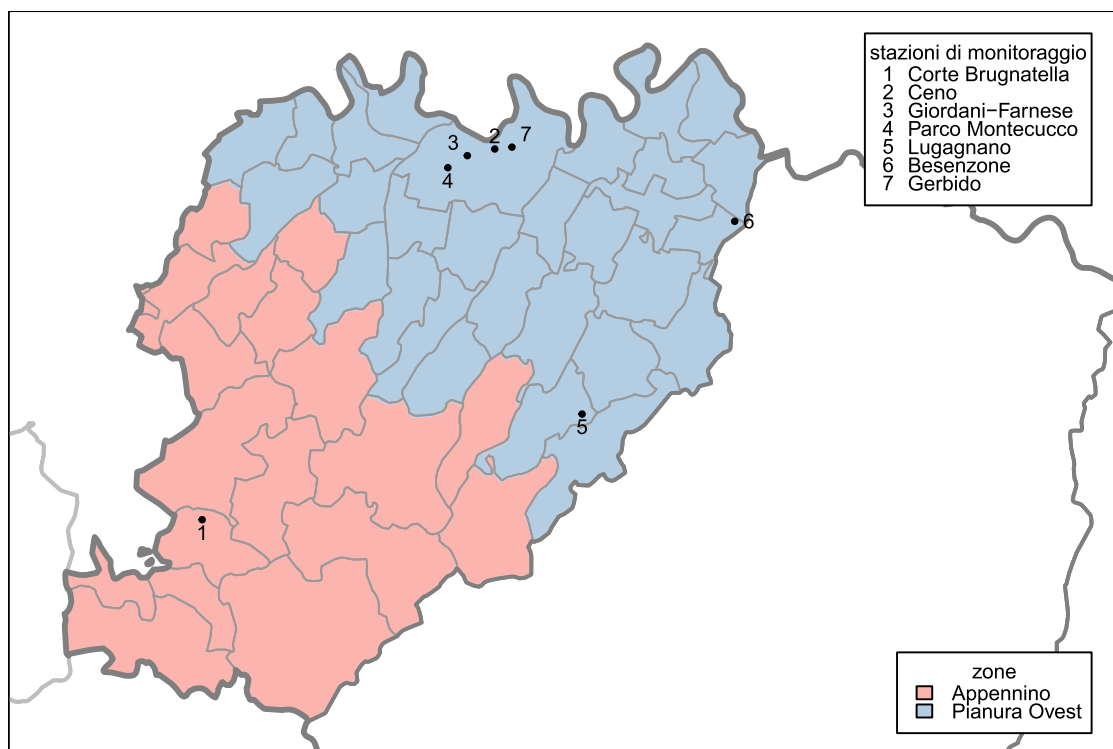 stazioni di monitoraggio
1 Corte Brugnatella
2 Ceno
3 Giordani−Farnese
4 Parco Montecucco
5 Lugagnano
6 Besenzone
7 Gerbido
3
2
7
4
6
5
1
zone
Appennino
Pianura Ovest